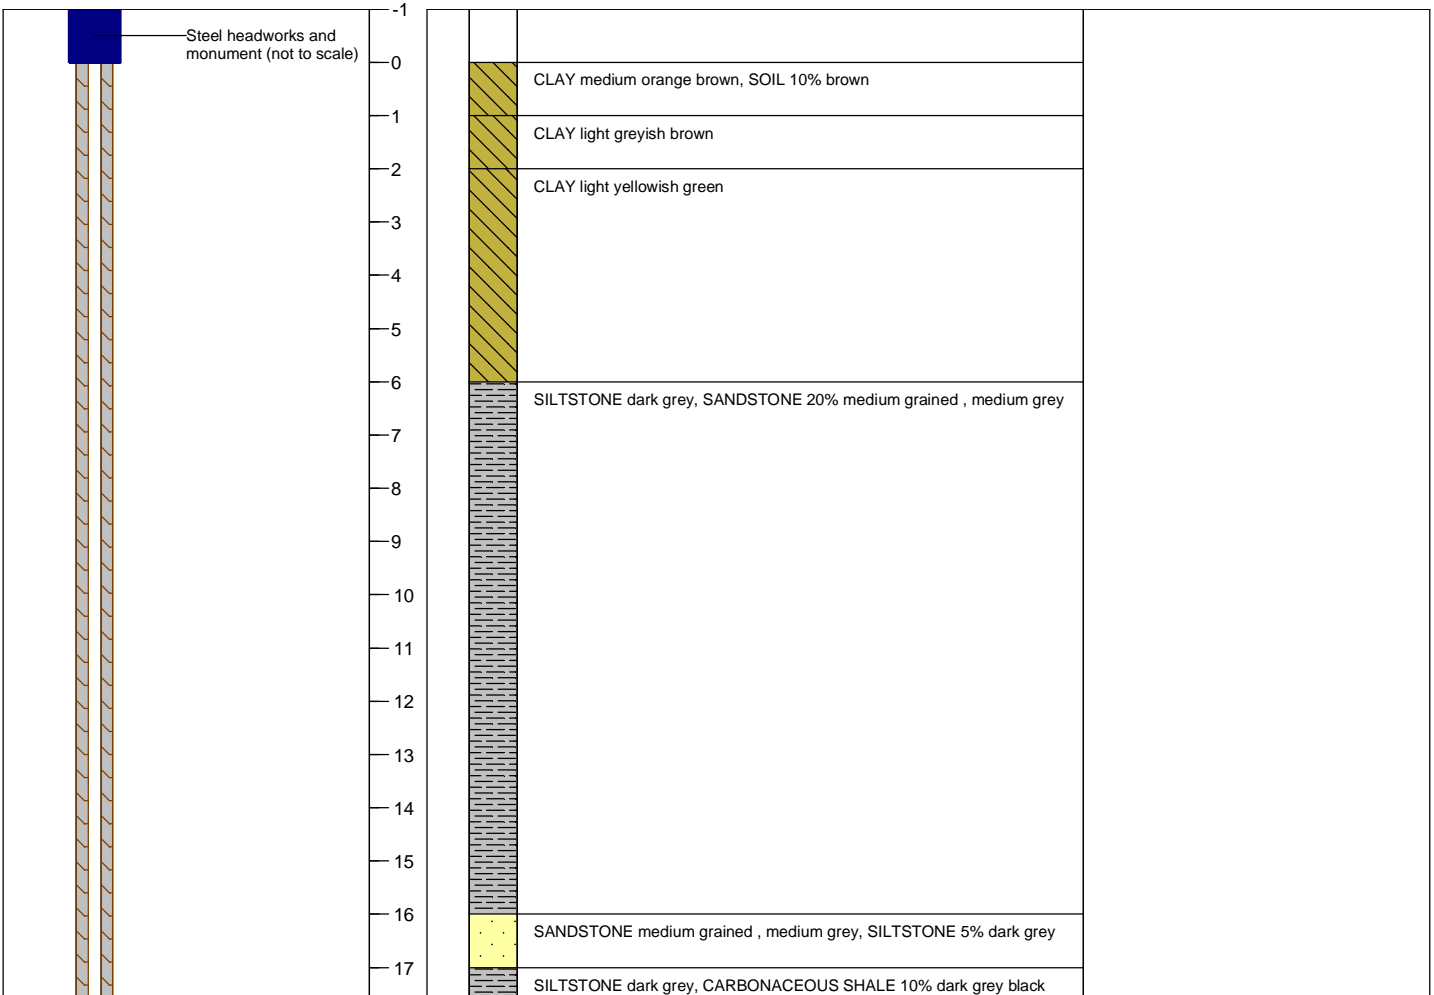 -1
Steel headworks and
monument (not to scale)
0
CLAY medium orange brown, SOIL 10% brown
1
CLAY light greyish brown
2
CLAY light yellowish green
3
4
5
6
SILTSTONE dark grey, SANDSTONE 20% medium grained , medium grey
7
8
9
10
11
12
13
14
15
16
SANDSTONE medium grained , medium grey, SILTSTONE 5% dark grey
17
SILTSTONE dark grey, CARBONACEOUS SHALE 10% dark grey black